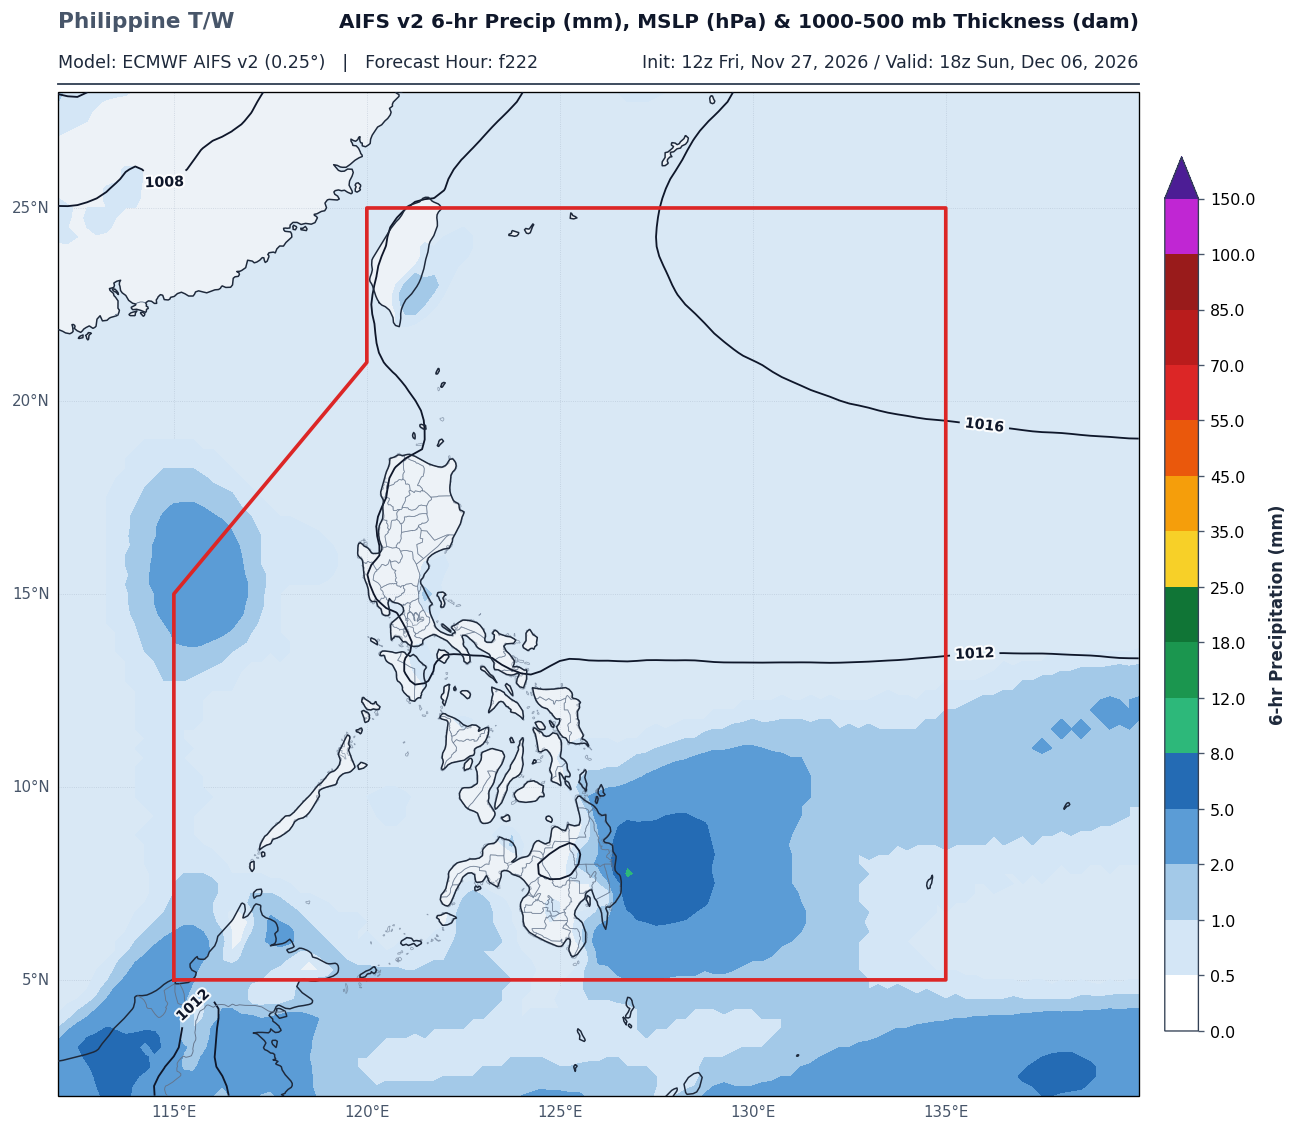 Philippine T/W
AIFS v2 6-hr Precip (mm), MSLP (hPa) & 1000-500 mb Thickness (dam)
Model: ECMWF AIFS v2 (0.25°)   |   Forecast Hour: f222
Init: 12z Fri, Nov 27, 2026 / Valid: 18z Sun, Dec 06, 2026
25°N
20°N
15°N
10°N
5°N
115°E
120°E
125°E
130°E
135°E
1008
1016
1012
1012
150.0
100.0
85.0
70.0
55.0
45.0
35.0
25.0
18.0
12.0
8.0
5.0
2.0
1.0
0.5
0.0
6-hr Precipitation (mm)